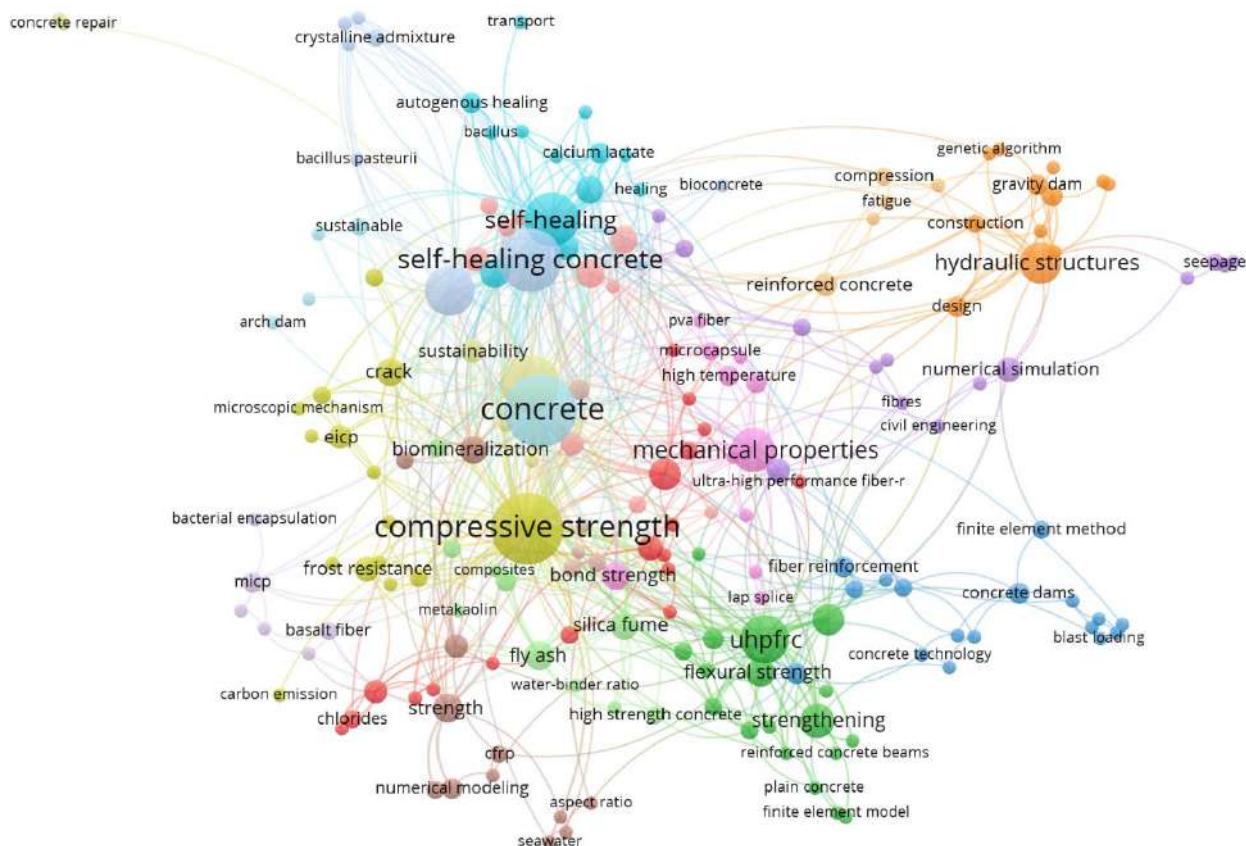 concrete repair
transport
crystalline admixture
autogenous healing
bacillus
genetic algorithm
calcium lactate
bacillus pasteurii
compression
gravity dam
healing
bioconcrete
fatigue
self-healing
sustainable
construction
self-healing concrete
hydraulic structures
seepage
reinforced concrete
design
arch dam
pva fiber
sustainability
microcapsule
crack
high temperature
numerical simulation
concrete
microscopic mechanism
fibres
eicp
civil engineering
biomineralization
mechanical properties
ultra-high performance fiber-r
bacterial encapsulation
compressive strength
finite element method
frost resistance
composites
bond strength
fiber reinforcement
micp
lap splice
concrete dams
metakaolin
basalt fiber
silica fume
uhpfrc
blast loading
fly ash
concrete technology
flexural strength
water-binder ratio
carbon emission
strength
high strength concrete
strengthening
chlorides
cfrp
reinforced concrete beams
numerical modeling
plain concrete
aspect ratio
finite element model
seawater